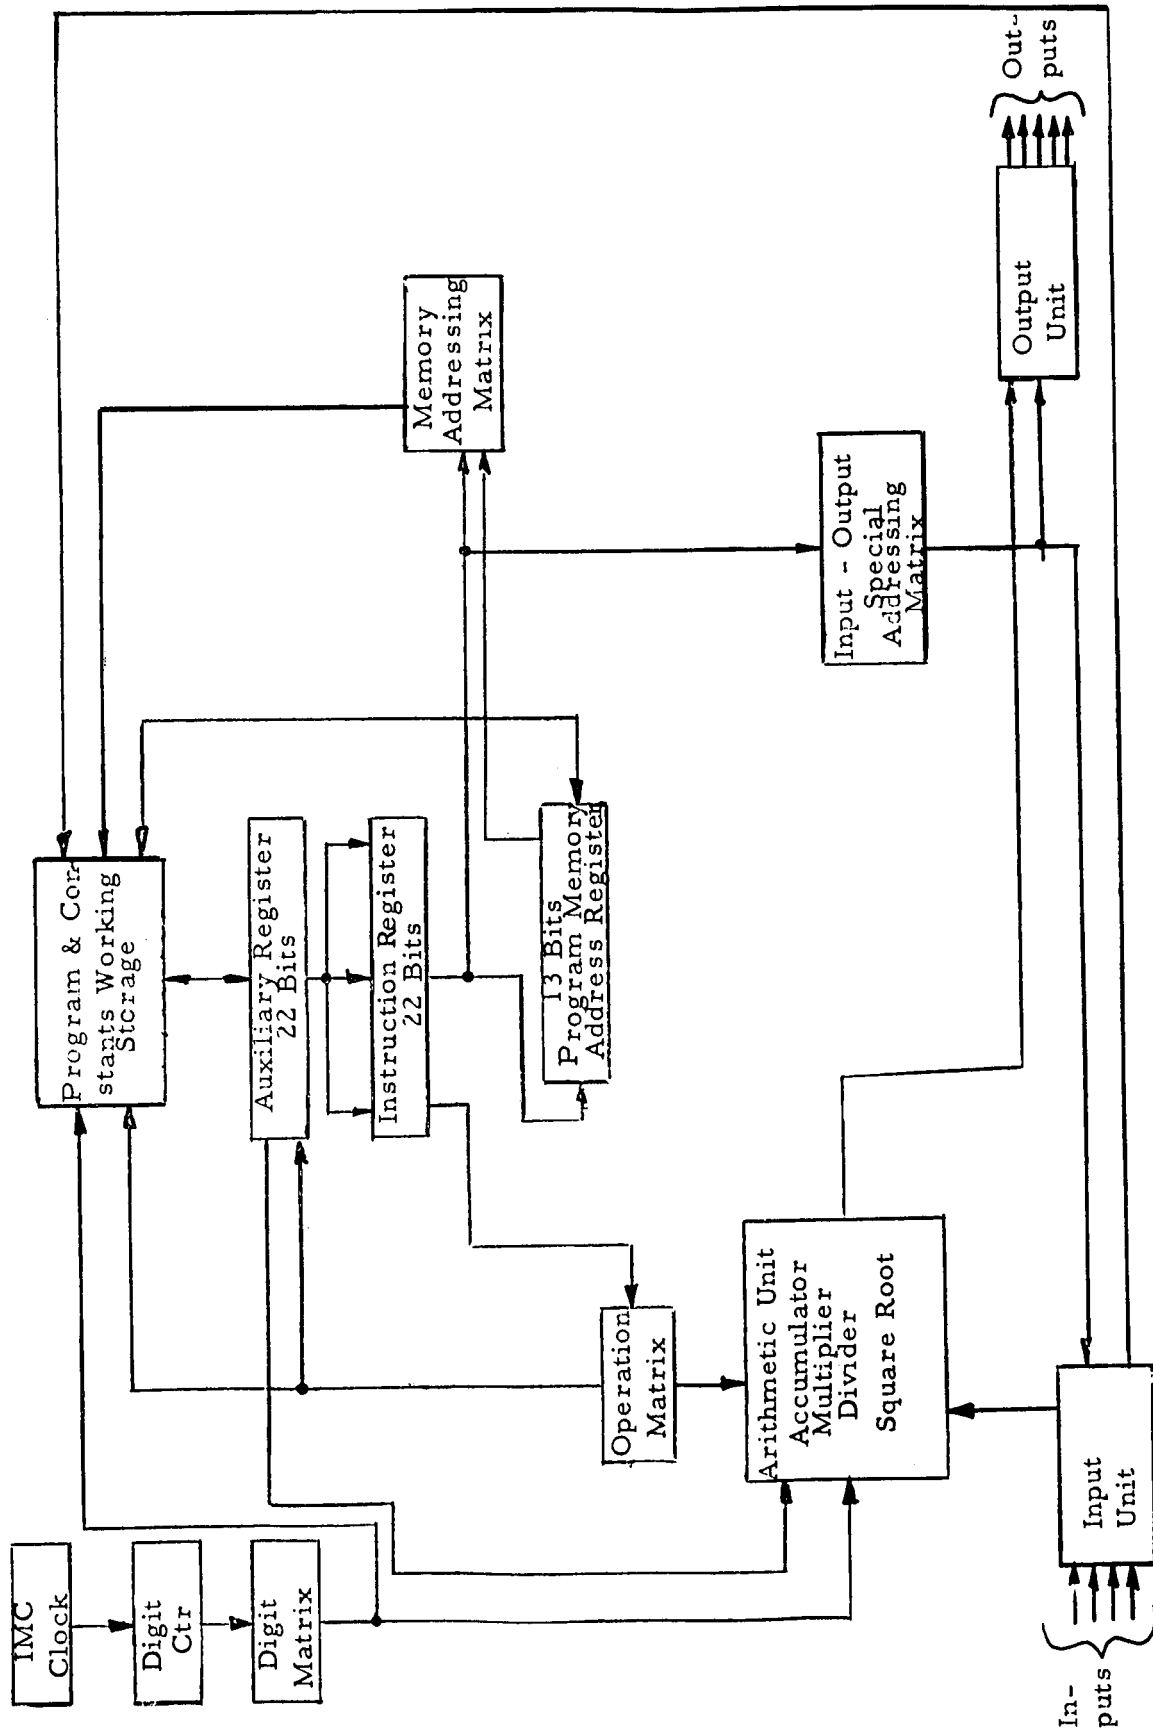 IMC
Clock
Digit
Ctr
Digit
Matrix
Program & Con-
stants Working
Storage
Auxiliary Register
22 Bits
Instruction Register
22 Bits
13 Bits
Program Memory
Address Register
Memory
Addressing
Matrix
Operation
Matrix
Arithmetic Unit
Accumulator
Multiplier
Divider
Square Root
Input - Output
Special
Addressing
Matrix
In-
puts
Input
Unit
Output
Unit
Out-
puts